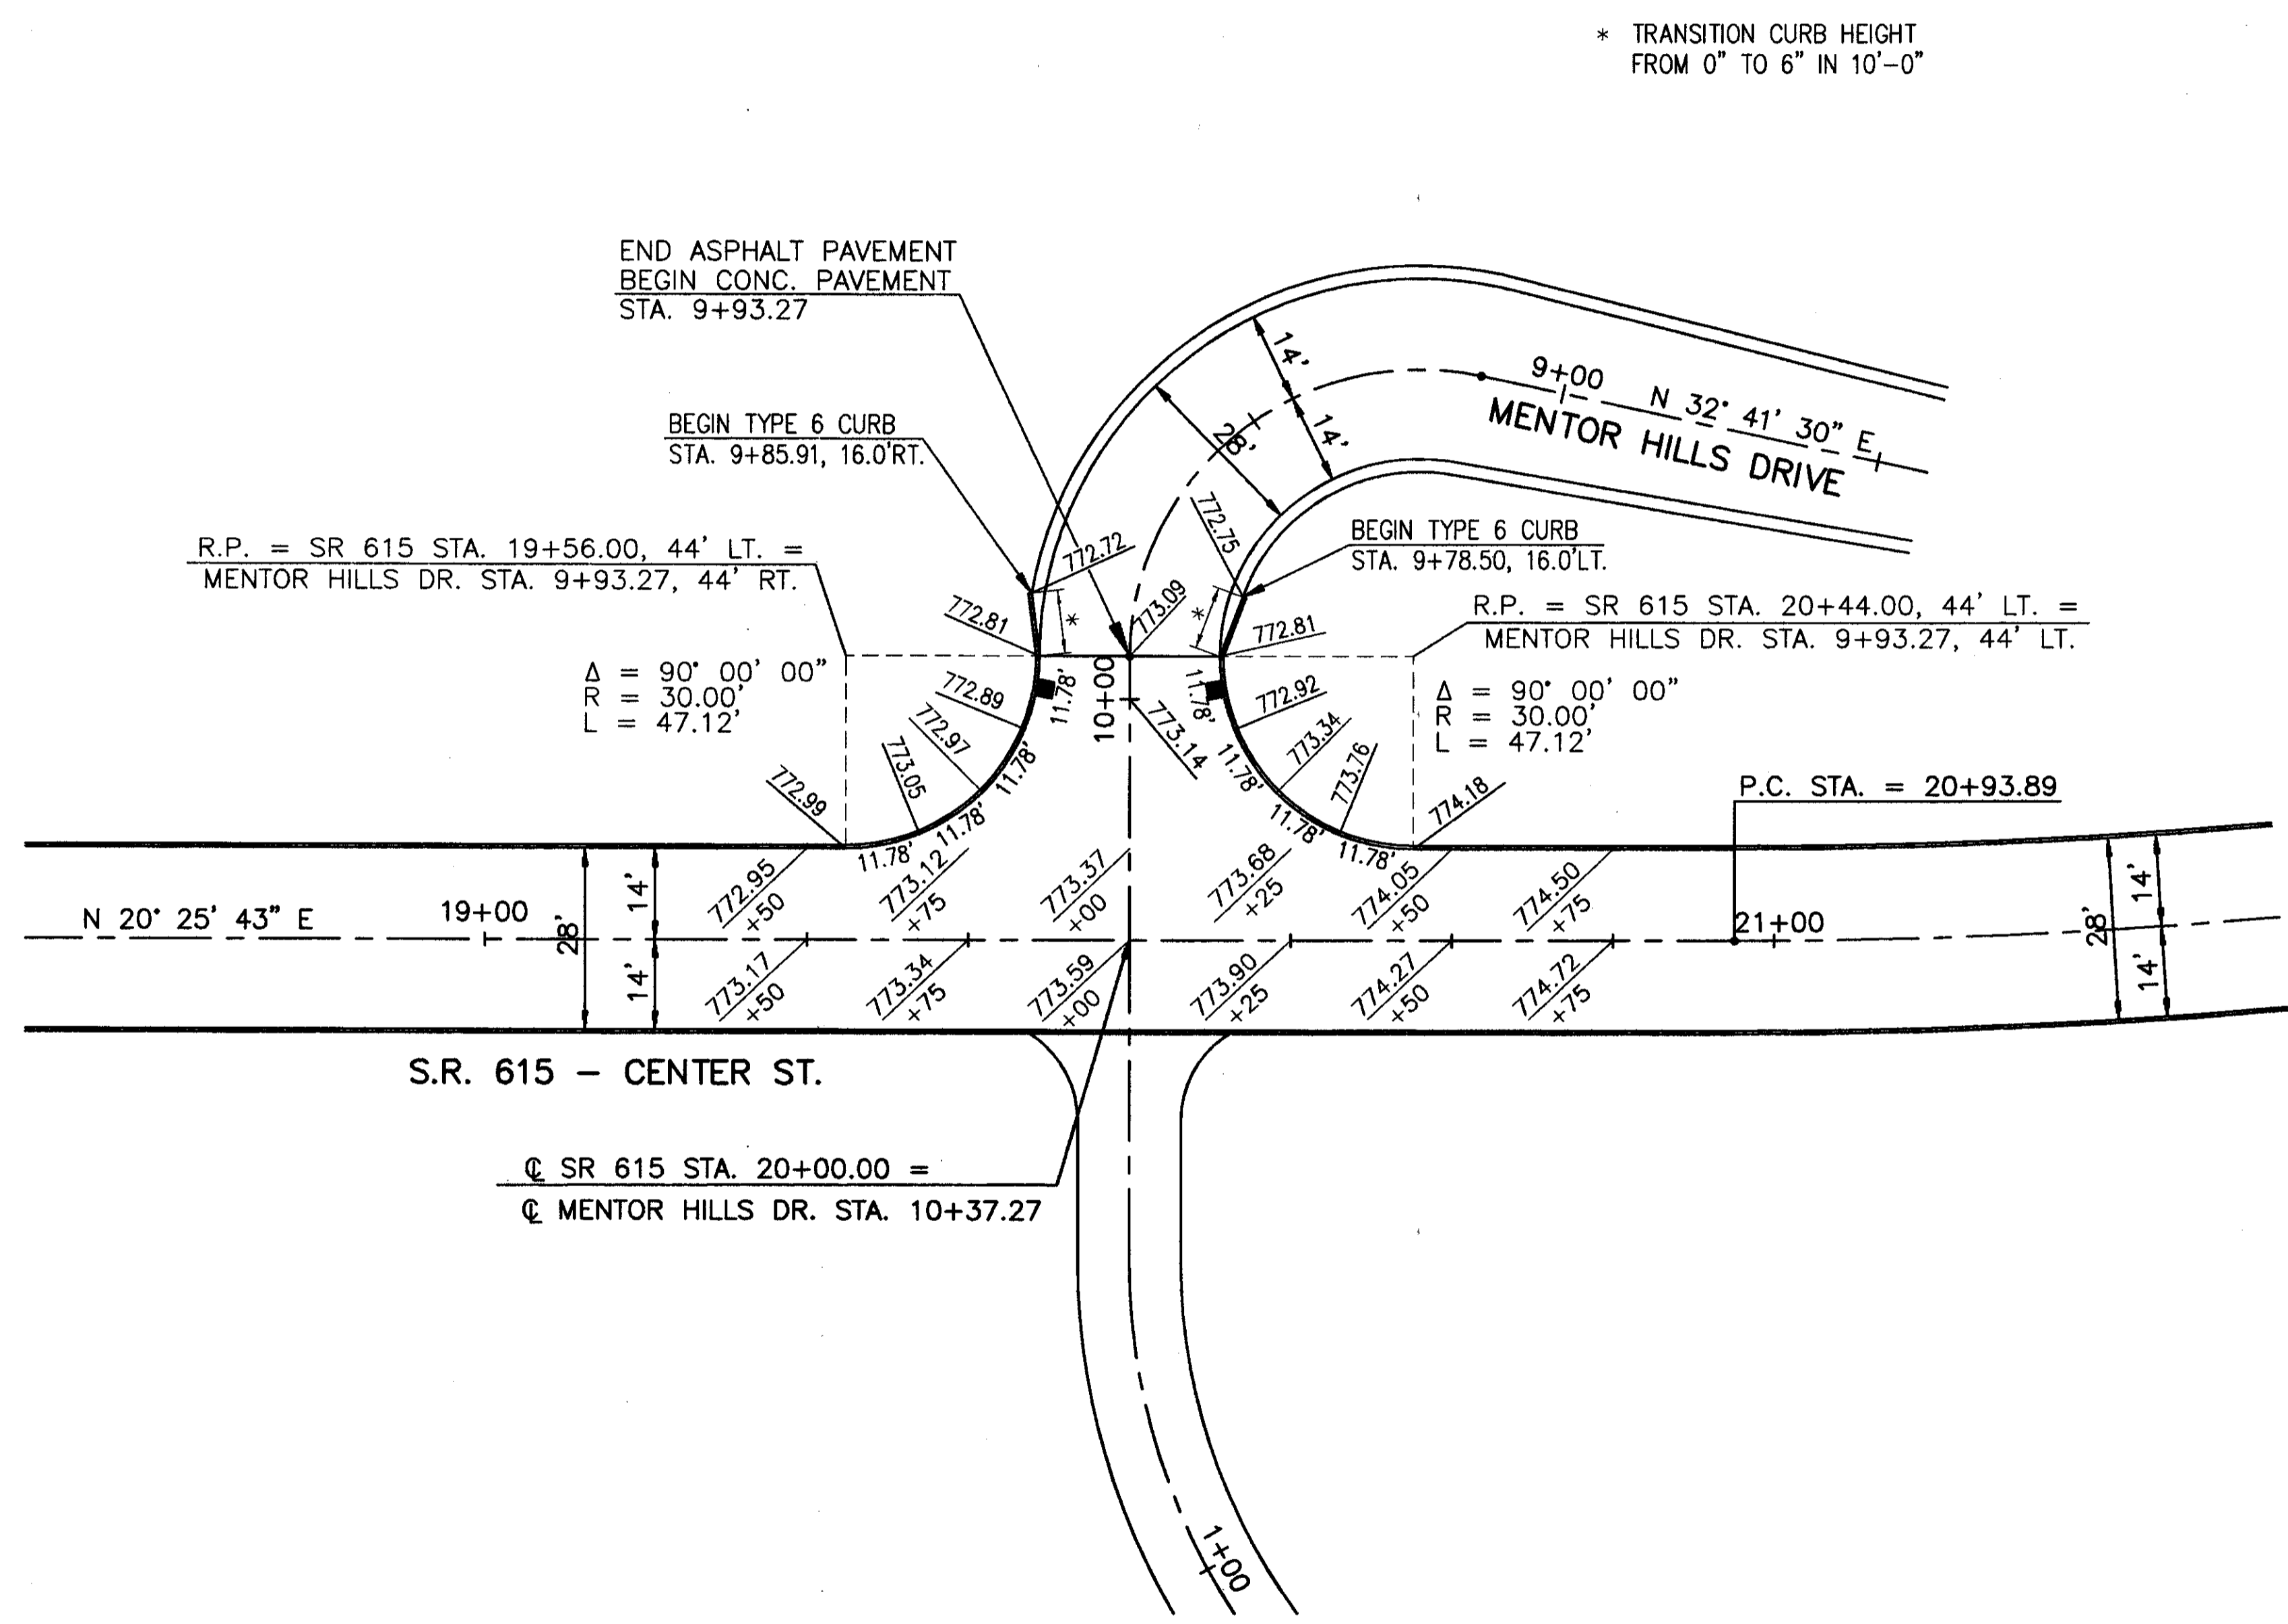 * TRANSITION CURB HEIGHT
FROM 0" TO 6" IN 10'-0"
END ASPHALT PAVEMENT
BEGIN CONC. PAVEMENT
STA. 9+93.27
BEGIN TYPE 6 CURB
STA. 9+85.91, 16.0'RT.
14'
14'
28'
9+00
N 32° 41' 30" E
MENTOR HILLS DRIVE
R.P. = SR 615 STA. 19+56.00, 44' LT. =
MENTOR HILLS DR. STA. 9+93.27, 44' RT.
772.72
772.75
BEGIN TYPE 6 CURB
STA. 9+78.50, 16.0'LT.
772.81
*
773.09
*
772.81
R.P. = SR 615 STA. 20+44.00, 44' LT. =
MENTOR HILLS DR. STA. 9+93.27, 44' LT.
Δ = 90° 00' 00"
R = 30.00'
L = 47.12'
772.89
772.97
773.05
772.99
11.78'
11.78'
11.78'
11.78'
10+00
773.14
11.78'
11.78'
11.78'
11.78'
772.92
773.34
773.76
774.18
Δ = 90° 00' 00"
R = 30.00'
L = 47.12'
P.C. STA. = 20+93.89
N 20° 25' 43" E
19+00
28'
14'
14'
772.95
+50
773.12
+75
773.37
+00
773.68
+25
774.05
+50
774.50
+75
21+00
28'
14'
14'
773.17
+50
773.34
+75
773.59
+00
773.90
+25
774.27
+50
774.72
+75
S.R. 615 - CENTER ST.
℄ SR 615 STA. 20+00.00 =
℄ MENTOR HILLS DR. STA. 10+37.27
1+00